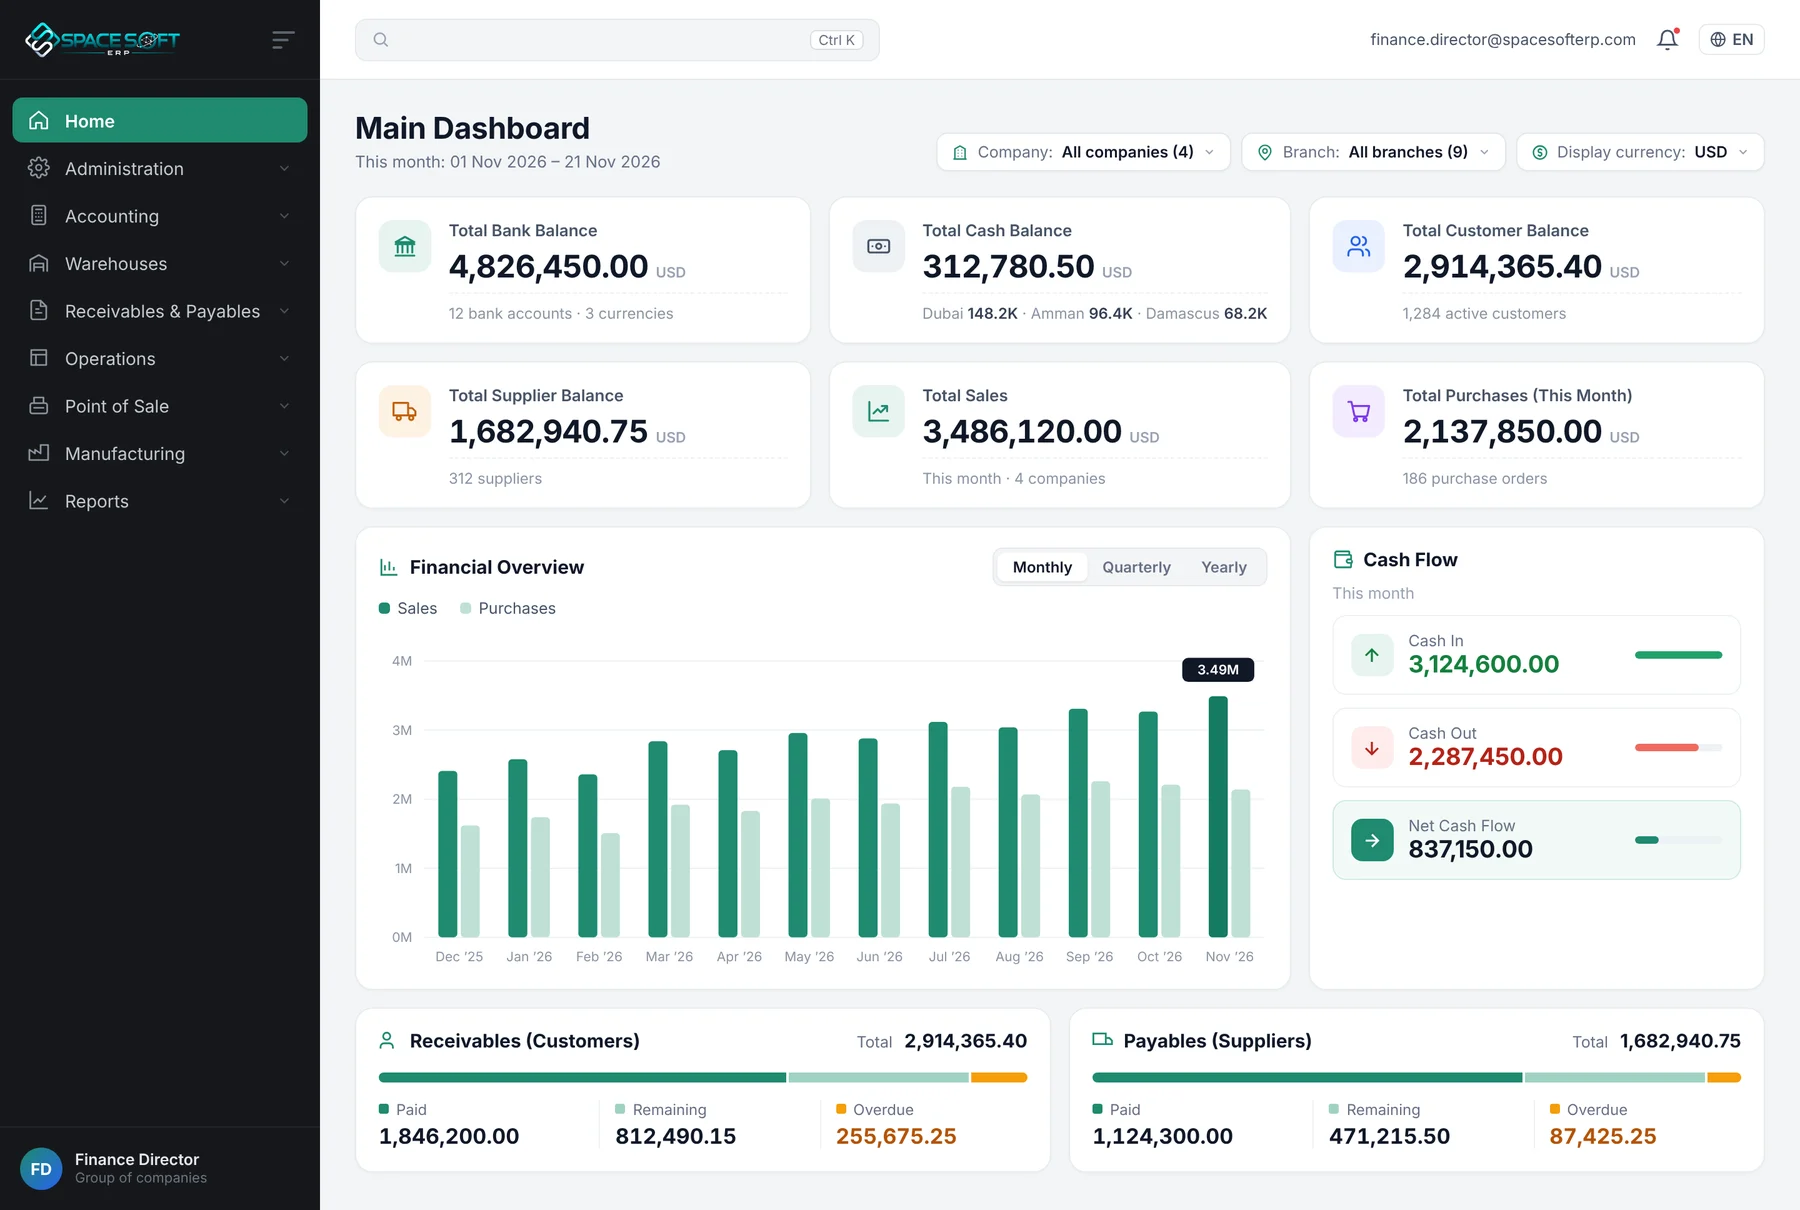 SPACE SOFT
ERP
Ctrl K
finance.director@spacesofterp.com
EN
Home
Administration
Accounting
Warehouses
Receivables & Payables
Operations
Point of Sale
Manufacturing
Reports
FD
Finance Director
Group of companies
Main Dashboard
This month: 01 Nov 2026 – 21 Nov 2026
Company: All companies (4)
Branch: All branches (9)
Display currency: USD
Total Bank Balance
4,826,450.00 USD
12 bank accounts · 3 currencies
Total Cash Balance
312,780.50 USD
Dubai 148.2K · Amman 96.4K · Damascus 68.2K
Total Customer Balance
2,914,365.40 USD
1,284 active customers
Total Supplier Balance
1,682,940.75 USD
312 suppliers
Total Sales
3,486,120.00 USD
This month · 4 companies
Total Purchases (This Month)
2,137,850.00 USD
186 purchase orders
Financial Overview
Monthly Quarterly Yearly
Sales Purchases
4M
3M
2M
1M
0M
3.49M
Dec ’25 Jan ’26 Feb ’26 Mar ’26 Apr ’26 May ’26 Jun ’26 Jul ’26 Aug ’26 Sep ’26 Oct ’26 Nov ’26
Cash Flow
This month
Cash In
3,124,600.00
Cash Out
2,287,450.00
Net Cash Flow
837,150.00
Receivables (Customers)
Total 2,914,365.40
Paid
1,846,200.00
Remaining
812,490.15
Overdue
255,675.25
Payables (Suppliers)
Total 1,682,940.75
Paid
1,124,300.00
Remaining
471,215.50
Overdue
87,425.25